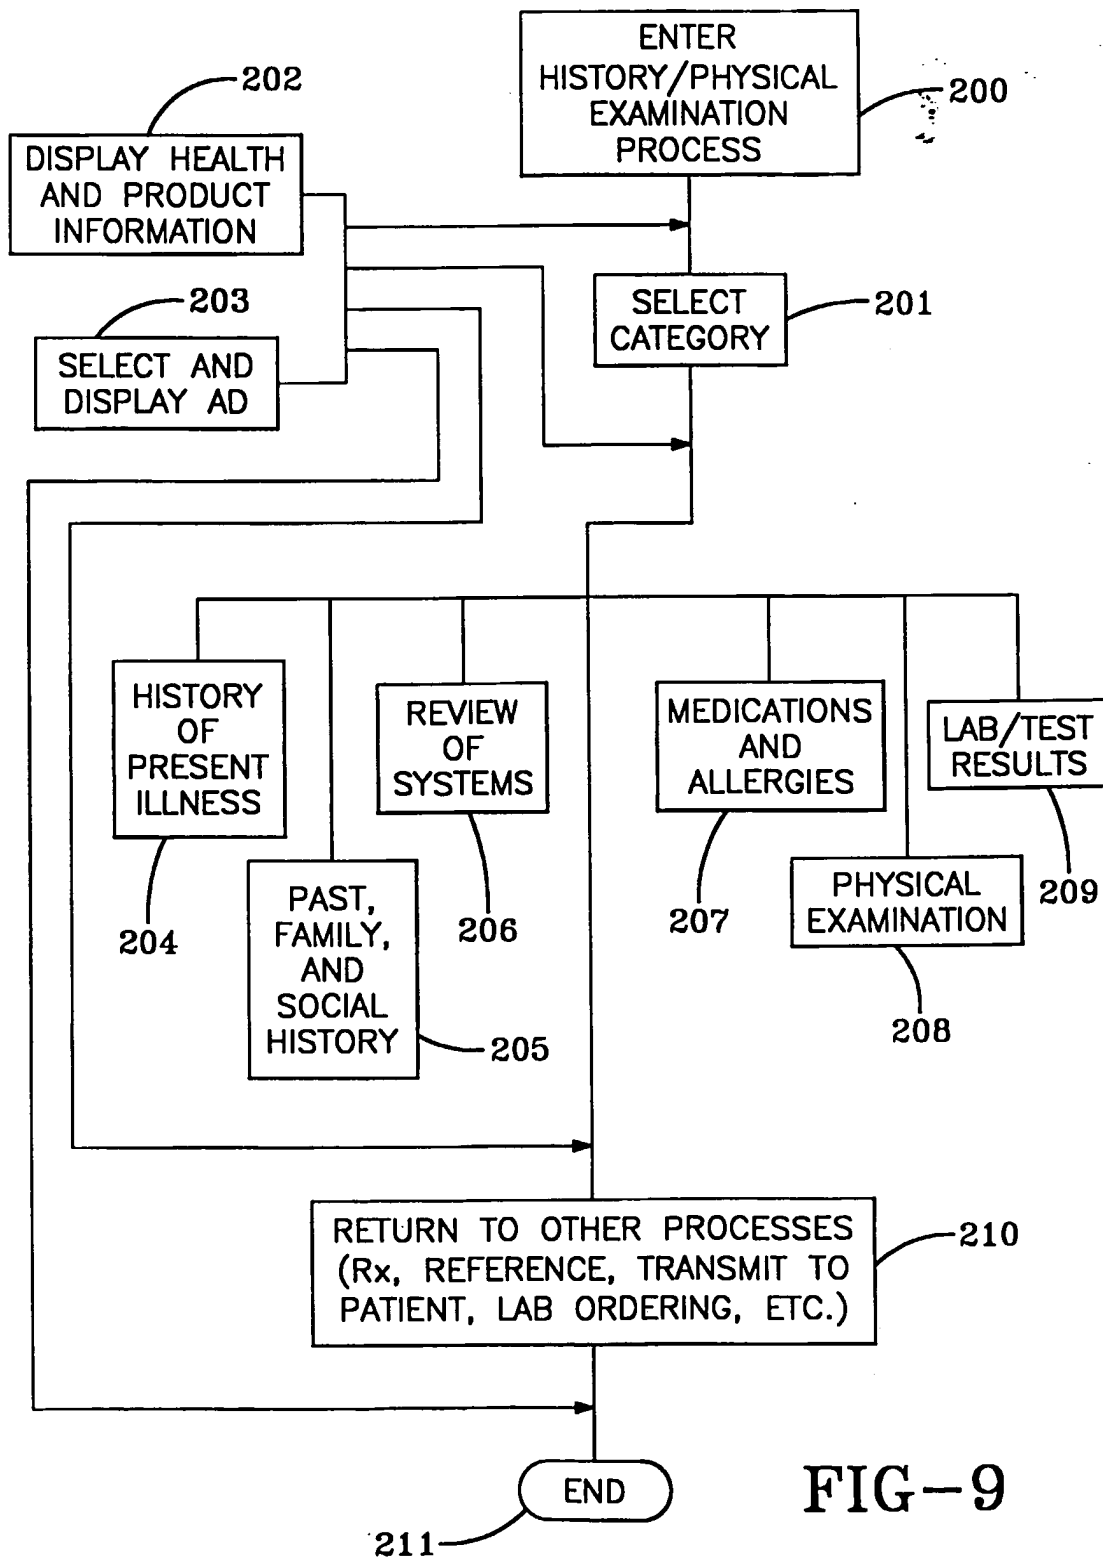 ENTER
HISTORY/PHYSICAL
EXAMINATION
PROCESS
200
202
DISPLAY HEALTH
AND PRODUCT
INFORMATION
203
SELECT AND
DISPLAY AD
SELECT
CATEGORY
201
HISTORY
OF
PRESENT
ILLNESS
204
PAST,
FAMILY,
AND
SOCIAL
HISTORY
205
REVIEW
OF
SYSTEMS
206
MEDICATIONS
AND
ALLERGIES
207
PHYSICAL
EXAMINATION
208
LAB/TEST
RESULTS
209
RETURN TO OTHER PROCESSES
(Rx, REFERENCE, TRANSMIT TO
PATIENT, LAB ORDERING, ETC.)
210
END
211
FIG-9